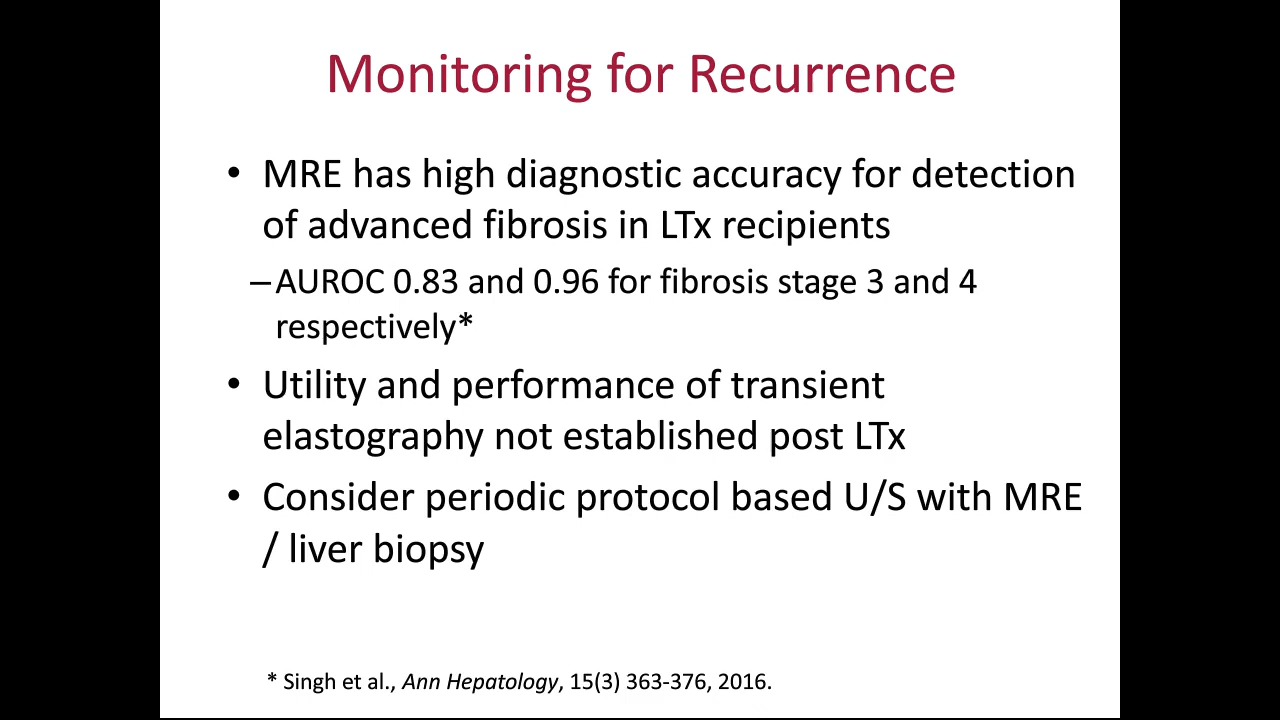 Monitoring for Recurrence
• MRE has high diagnostic accuracy for detection
of advanced fibrosis in LTx recipients
– AUROC 0.83 and 0.96 for fibrosis stage 3 and 4
respectively*
• Utility and performance of transient
elastography not established post LTx
• Consider periodic protocol based U/S with MRE
/ liver biopsy
* Singh et al., Ann Hepatology, 15(3) 363-376, 2016.